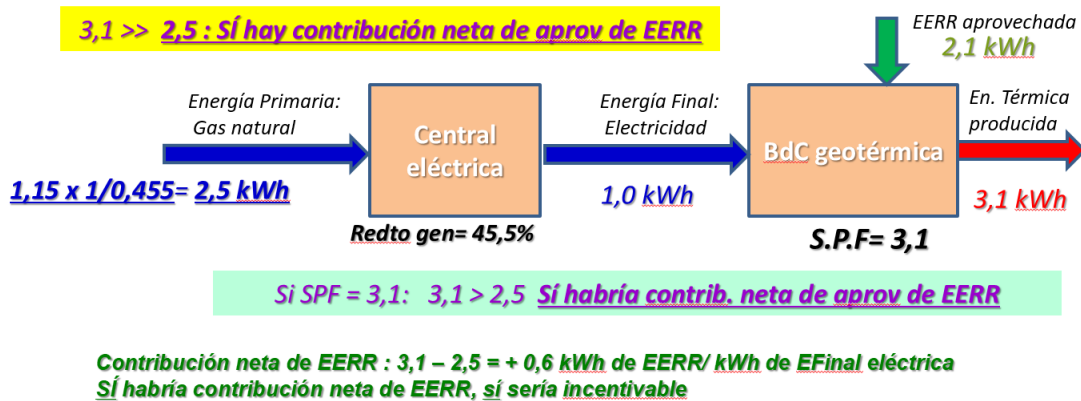 3,1 >> 2,5 : SÍ hay contribución neta de aprov de EERR
EERR aprovechada
2,1 kWh
Energía Primaria:
Gas natural
Central
eléctrica
Energía Final:
Electricidad
BdC geotérmica
En. Térmica
producida
1,15 x 1/0,455= 2,5 kWh
1,0 kWh
3,1 kWh
Redto gen= 45,5%
S.P.F= 3,1
Si SPF = 3,1: 3,1 > 2,5 Sí habría contrib. neta de aprov de EERR
Contribución neta de EERR : 3,1 – 2,5 = + 0,6 kWh de EERR/ kWh de EFinal eléctrica
SÍ habría contribución neta de EERR, sí sería incentivable